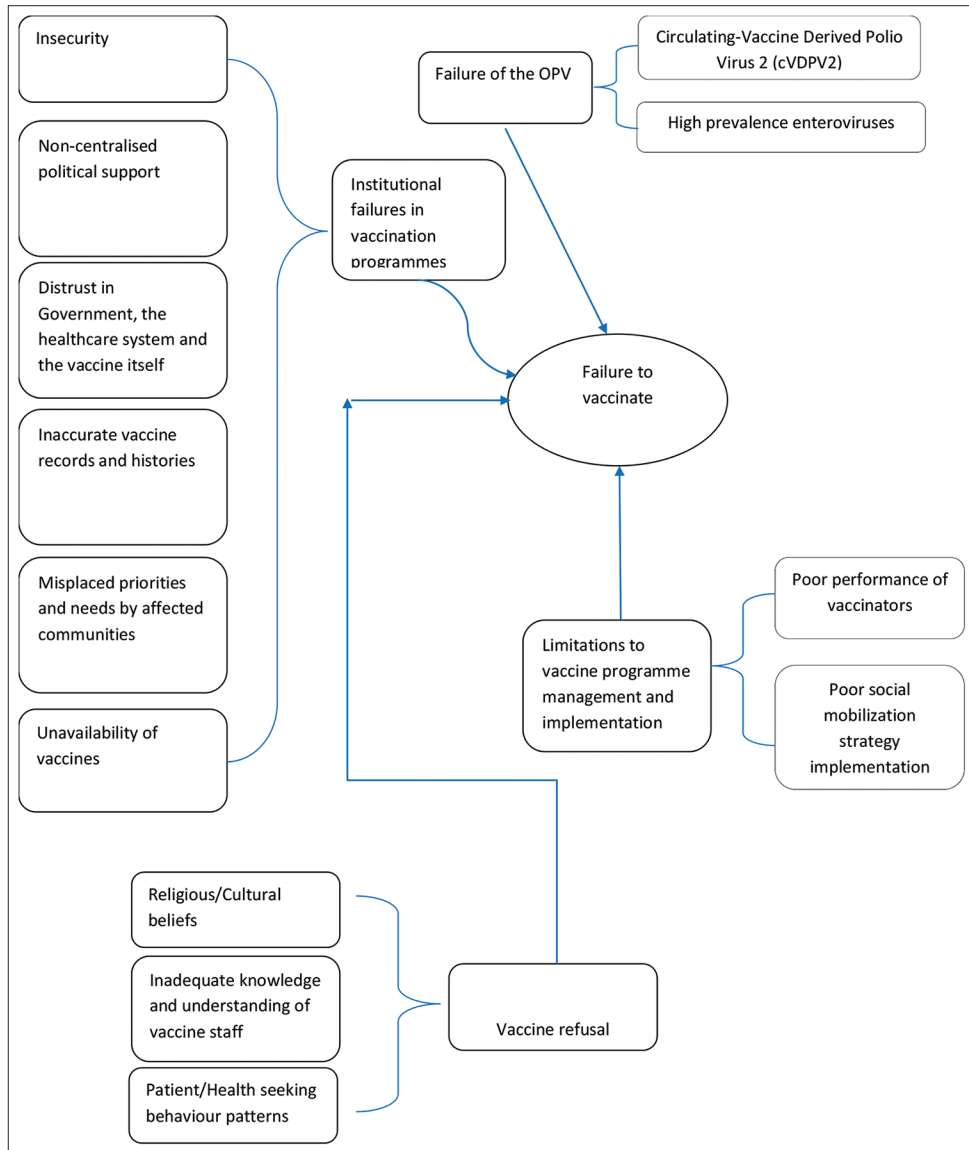 Insecurity
Non-centralised
political support
Distrust in
Government, the
healthcare system and
the vaccine itself
Inaccurate vaccine
records and histories
Misplaced priorities
and needs by affected
communities
Unavailability of
vaccines
Institutional
failures in
vaccination
programmes
Failure of the OPV
Circulating-Vaccine Derived Polio
Virus 2 (cVDPV2)
High prevalence enteroviruses
Failure to
vaccinate
Limitations to
vaccine programme
management and
implementation
Poor performance of
vaccinators
Poor social
mobilization
strategy
implementation
Religious/Cultural
beliefs
Inadequate knowledge
and understanding of
vaccine staff
Patient/Health seeking
behaviour patterns
Vaccine refusal